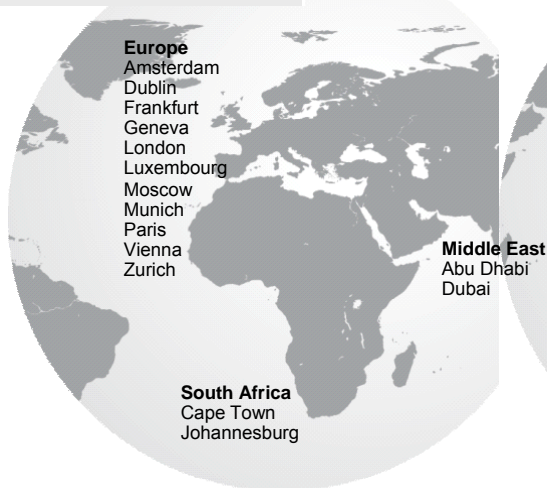 Europe
Amsterdam
Dublin
Frankfurt
Geneva
London
Luxembourg
Moscow
Munich
Paris
Vienna
Zurich
Middle East
Abu Dhabi
Dubai
South Africa
Cape Town
Johannesburg